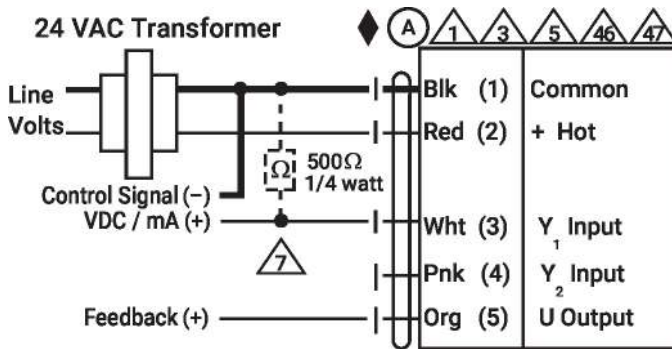 24 VAC Transformer
A 1 3 5 46 47
Line
Volts
Blk (1) Common
Red (2) + Hot
Ω 500Ω
1/4 watt
Control Signal (−)
VDC / mA (+)
7
Wht (3) Y1 Input
Pnk (4) Y2 Input
Feedback (+)
Org (5) U Output